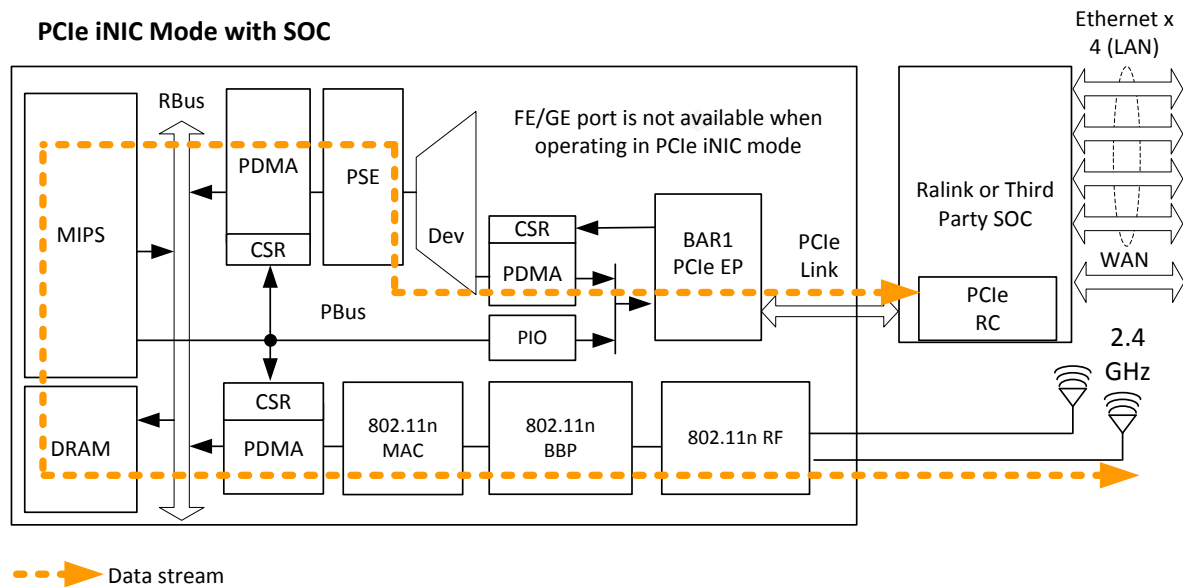 PCIe iNIC Mode with SOC
Ethernet x
4 (LAN)
RBus
FE/GE port is not available when
operating in PCIe iNIC mode
PDMA
PSE
Ralink or Third
Party SOC
MIPS
CSR
Dev
CSR
PDMA
BAR1
PCIe EP
PCIe
Link
WAN
PBus
PIO
PCIe
RC
2.4
GHz
DRAM
CSR
PDMA
802.11n
MAC
802.11n
BBP
802.11n RF
Data stream